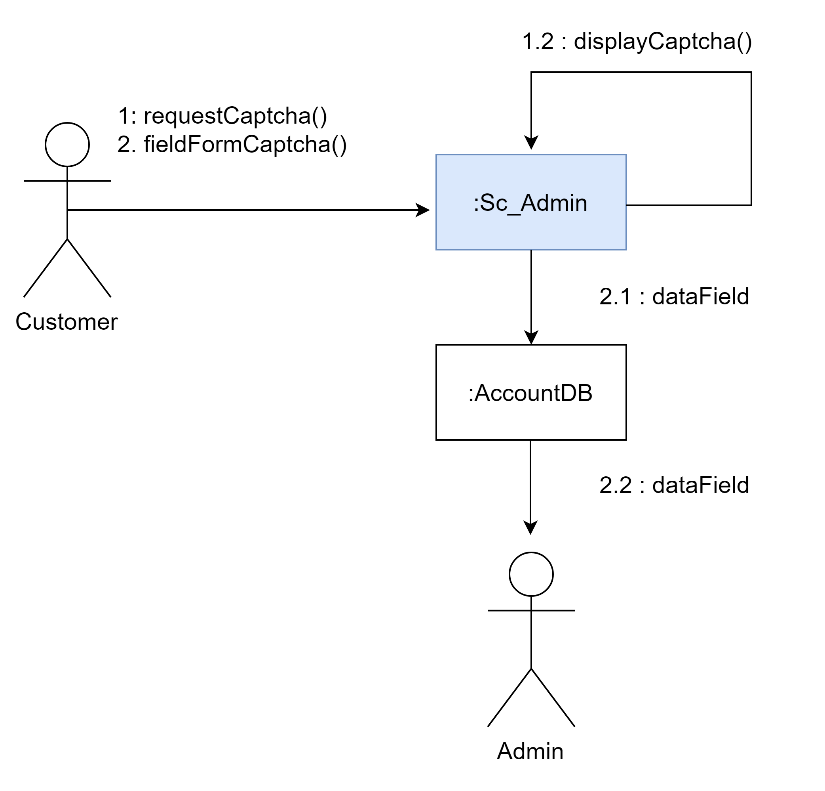 1.2 : displayCaptcha()
1: requestCaptcha()
2. fieldFormCaptcha()
:Sc_Admin
2.1 : dataField
Customer
:AccountDB
2.2 : dataField
Admin